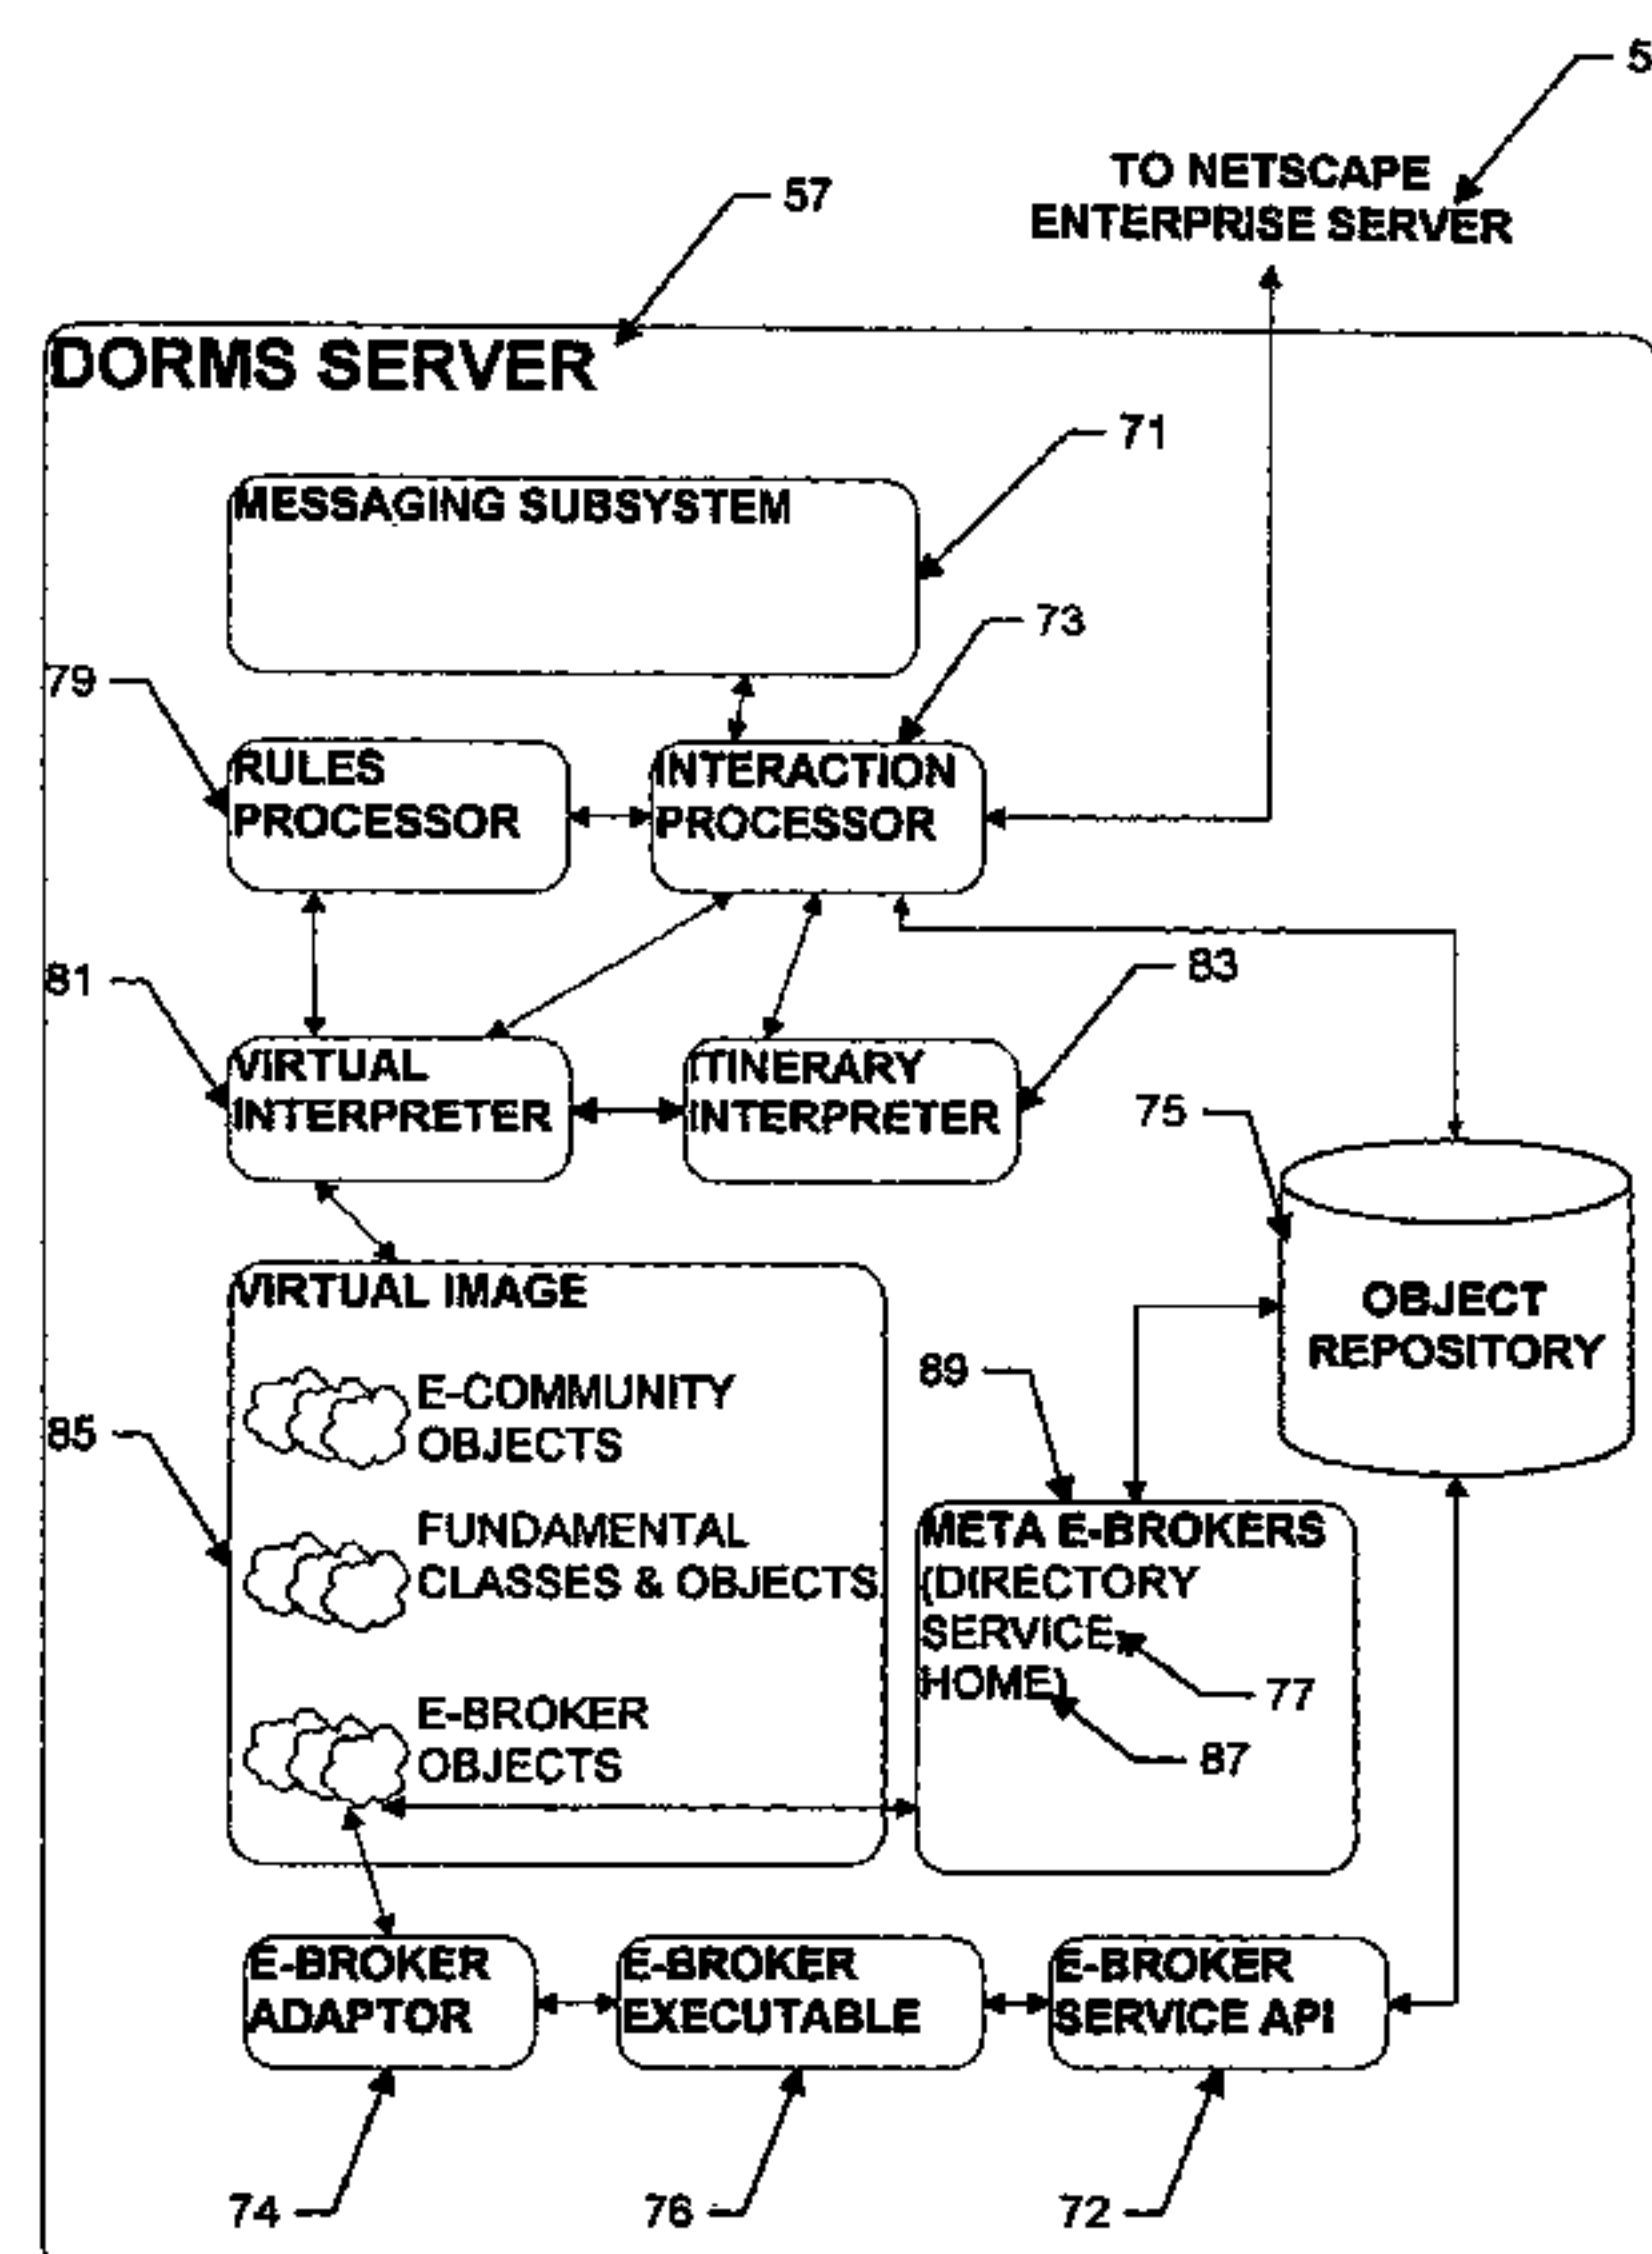 5
TO NETSCAPE
ENTERPRISE SERVER
57
DORMS SERVER
71
MESSAGING SUBSYSTEM
73
79
RULES
PROCESSOR
INTERACTION
PROCESSOR
81
83
VIRTUAL
INTERPRETER
ITINERARY
INTERPRETER
75
OBJECT
REPOSITORY
VIRTUAL IMAGE
E-COMMUNITY
OBJECTS
85
FUNDAMENTAL
CLASSES & OBJECTS
E-BROKER
OBJECTS
89
META E-BROKERS
(DIRECTORY
SERVICE
HOME)
77
87
E-BROKER
ADAPTOR
E-BROKER
EXECUTABLE
E-BROKER
SERVICE API
74
76
72